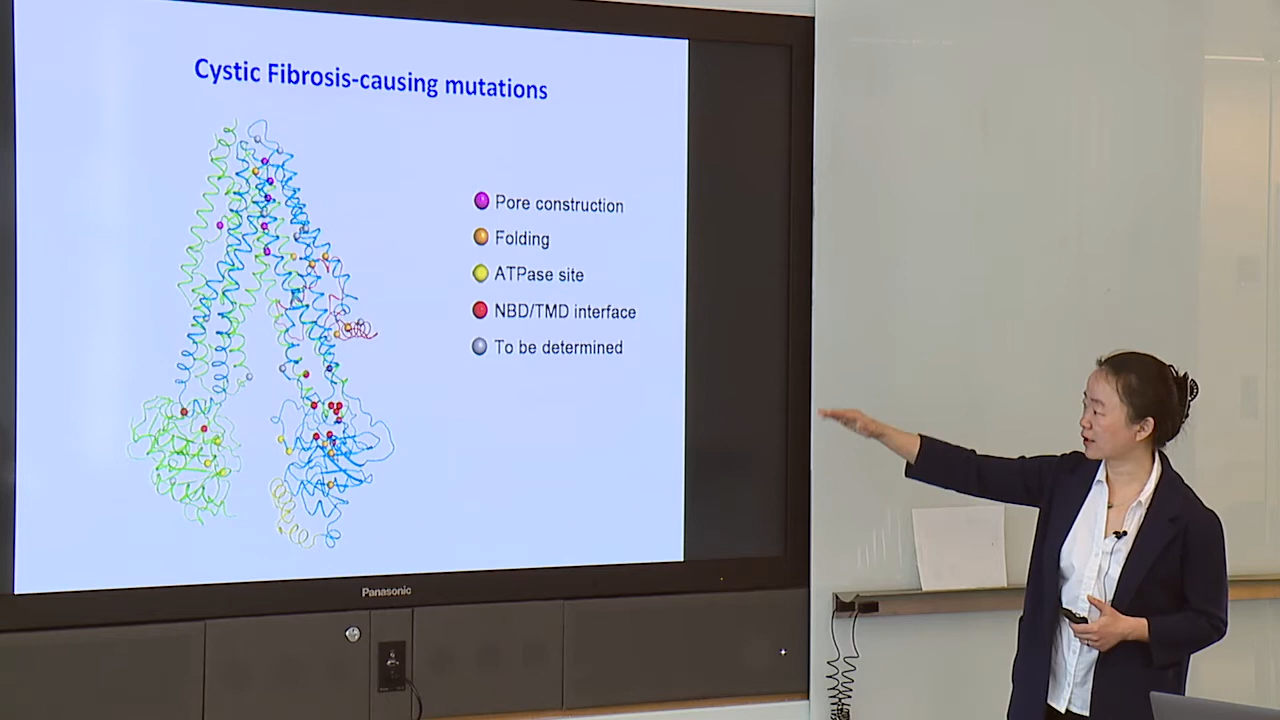 Cystic Fibrosis-causing mutations
Pore construction
Folding
ATPase site
NBD/TMD interface
To be determined
Panasonic